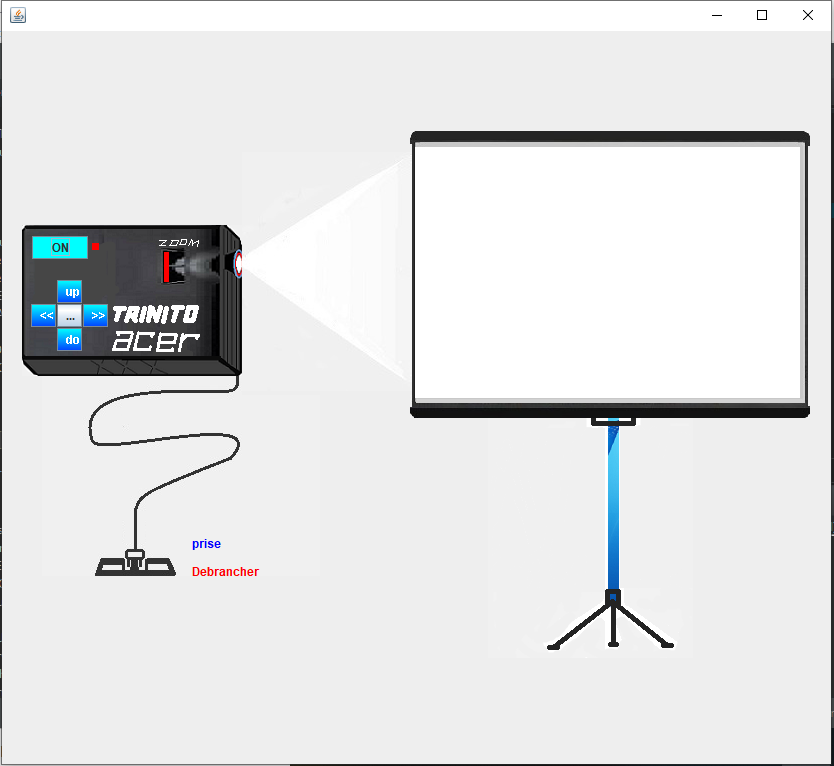 ON
ZOOM
up
<< ... >>
do
TRINITO
acer
prise
Debrancher